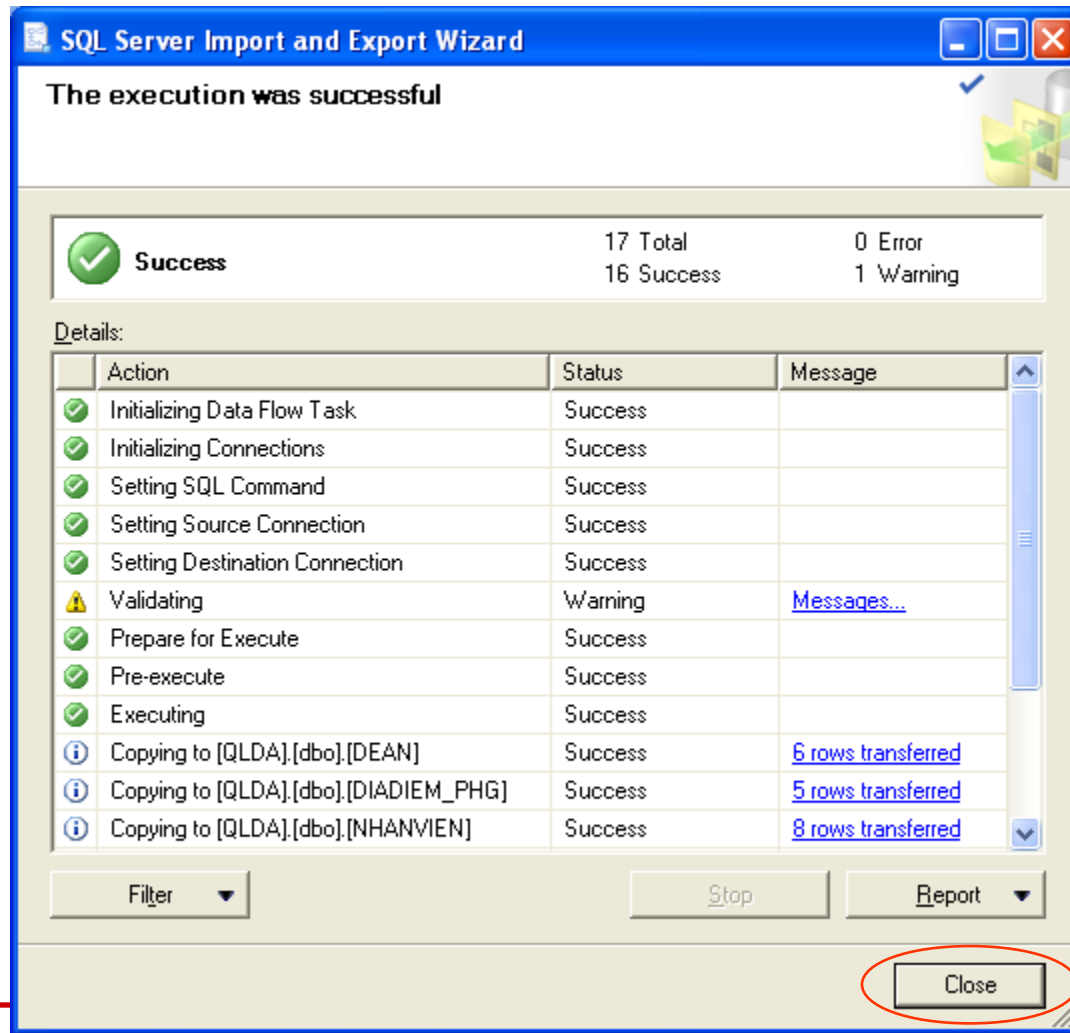 SQL Server Import and Export Wizard
The execution was successful
Success
17 Total 0 Error
16 Success 1 Warning
Details:
Action Status Message
Initializing Data Flow Task Success
Initializing Connections Success
Setting SQL Command Success
Setting Source Connection Success
Setting Destination Connection Success
Validating Warning Messages...
Prepare for Execute Success
Pre-execute Success
Executing Success
Copying to [QLDA].[dbo].[DEAN] Success 6 rows transferred
Copying to [QLDA].[dbo].[DIADIEM_PHG] Success 5 rows transferred
Copying to [QLDA].[dbo].[NHANVIEN] Success 8 rows transferred
Filter Stop Report
Close